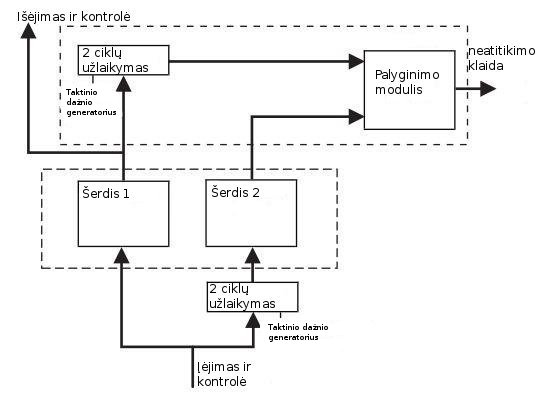 Išėjimas ir kontrolė
2 ciklų
užlaikymas
Taktinio
dažnio
generatorius
Palyginimo
modulis
neatitikimo
klaida
Šerdis 1
Šerdis 2
2 ciklų
užlaikymas
Taktinio dažnio
generatorius
Įėjimas ir
kontrolė